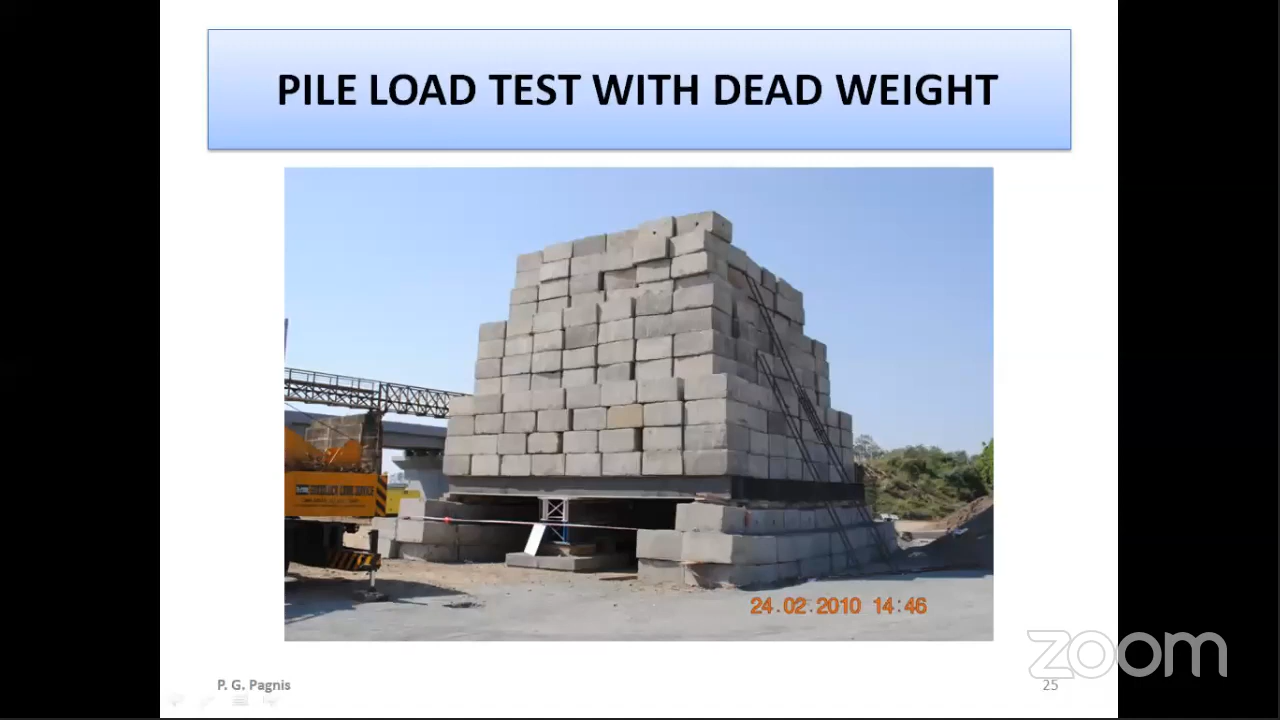 PILE LOAD TEST WITH DEAD WEIGHT
24.02.2010 14:46
P. G. Pagnis
25
zoom